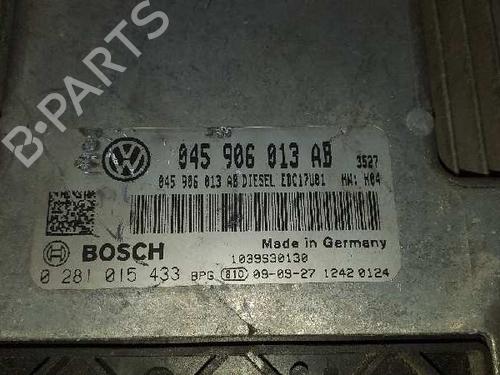 B-PARTS
045 906 013 AB 3527
045 906 013 AB DIESEL EDC17U01 HW: H04
BOSCH Made in Germany
1039S30130
0 281 015 433 BPG 810 09-09-27 1242 0124